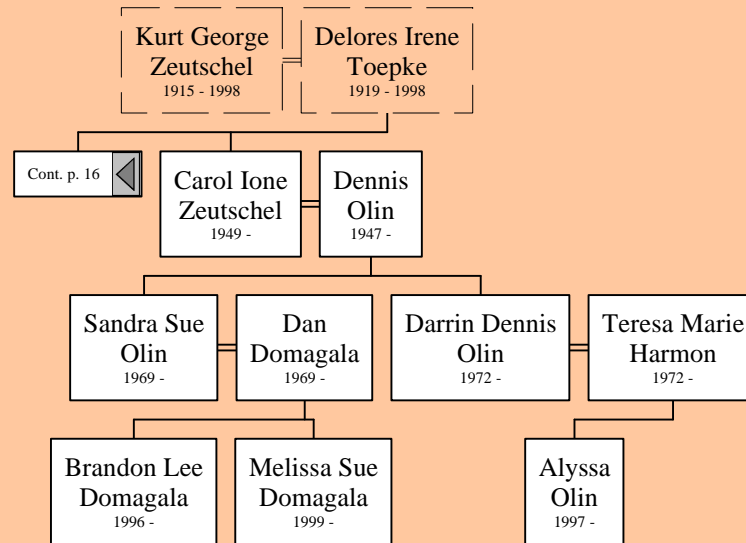 Kurt George
Zeutschel
1915 - 1998
Delores Irene
Toepke
1919 - 1998
Cont. p. 16
Carol Ione
Zeutschel
1949 -
Dennis
Olin
1947 -
Sandra Sue
Olin
1969 -
Dan
Domagala
1969 -
Darrin Dennis
Olin
1972 -
Teresa Marie
Harmon
1972 -
Brandon Lee
Domagala
1996 -
Melissa Sue
Domagala
1999 -
Alyssa
Olin
1997 -